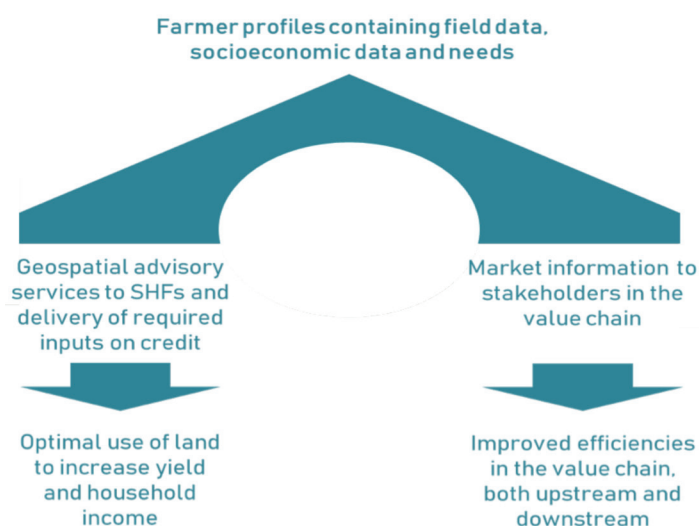 Farmer profiles containing field data,
socioeconomic data and needs
Geospatial advisory
services to SHFs and
delivery of required
inputs on credit
Market information to
stakeholders in the
value chain
Optimal use of land
to increase yield
and household
income
Improved efficiencies
in the value chain,
both upstream and
downstream